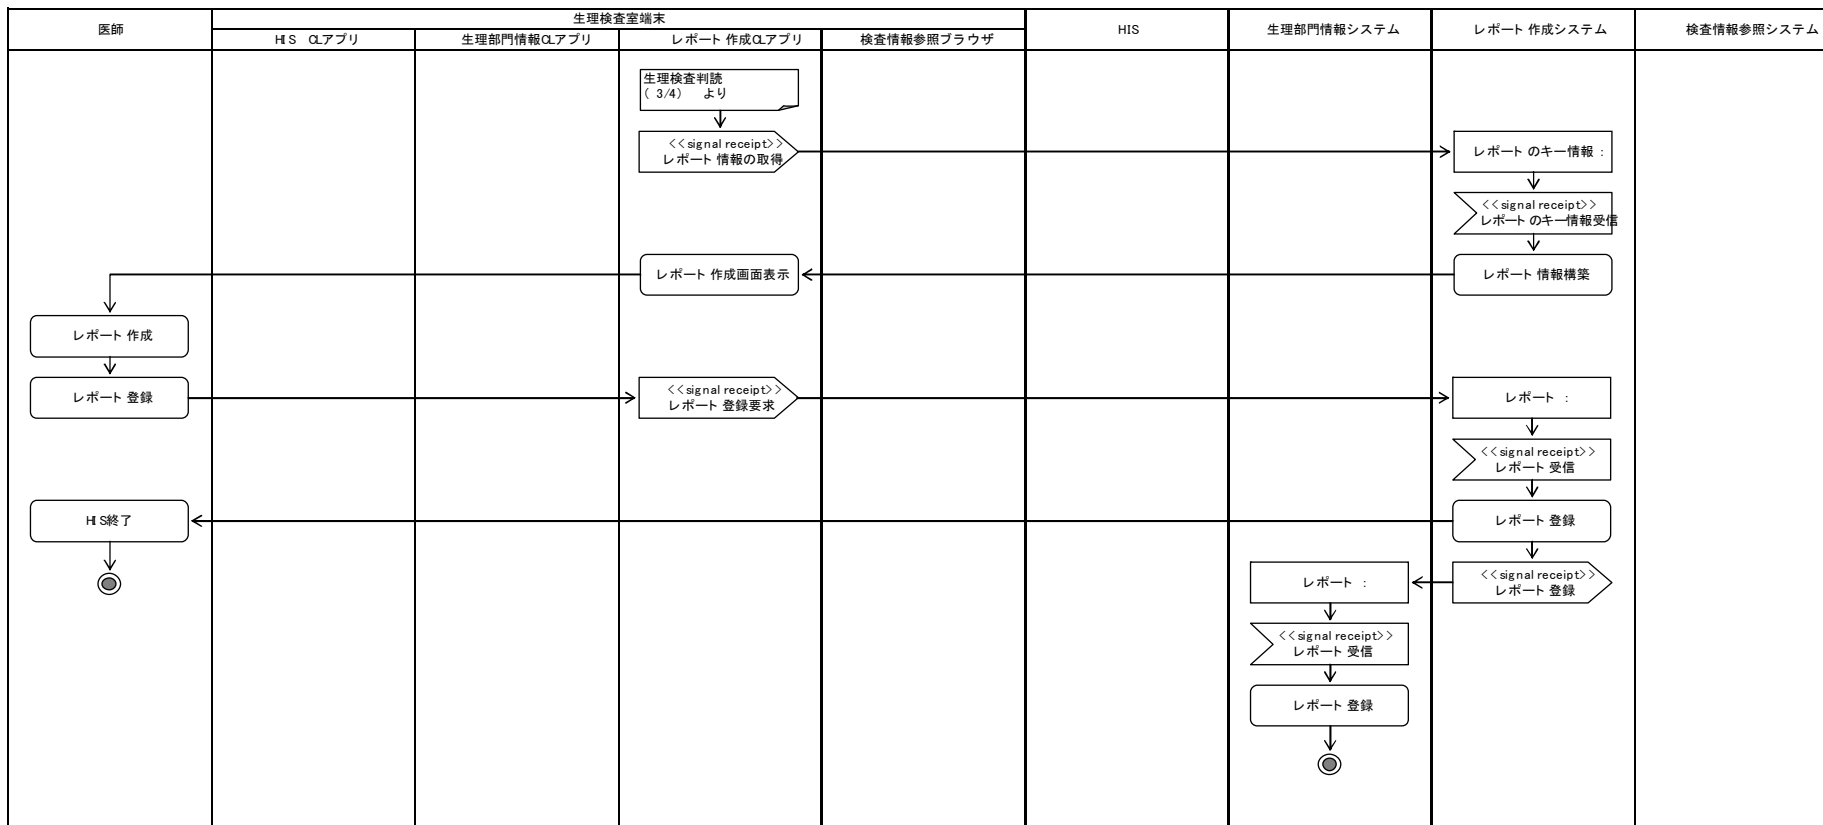 医師
生理検査室端末
HIS CLアプリ
生理部門情報CLアプリ
レポート作成CLアプリ
検査情報参照ブラウザ
HIS
生理部門情報システム
レポート作成システム
検査情報参照システム
生理検査判読
( 3/4) より
<<signal receipt>>
レポート情報の取得
レポートのキー情報 :
<<signal receipt>>
レポートのキー情報受信
レポート作成画面表示
レポート情報構築
レポート作成
レポート登録
<<signal receipt>>
レポート登録要求
レポート :
<<signal receipt>>
レポート受信
HIS終了
レポート登録
レポート :
<<signal receipt>>
レポート登録
<<signal receipt>>
レポート受信
レポート登録